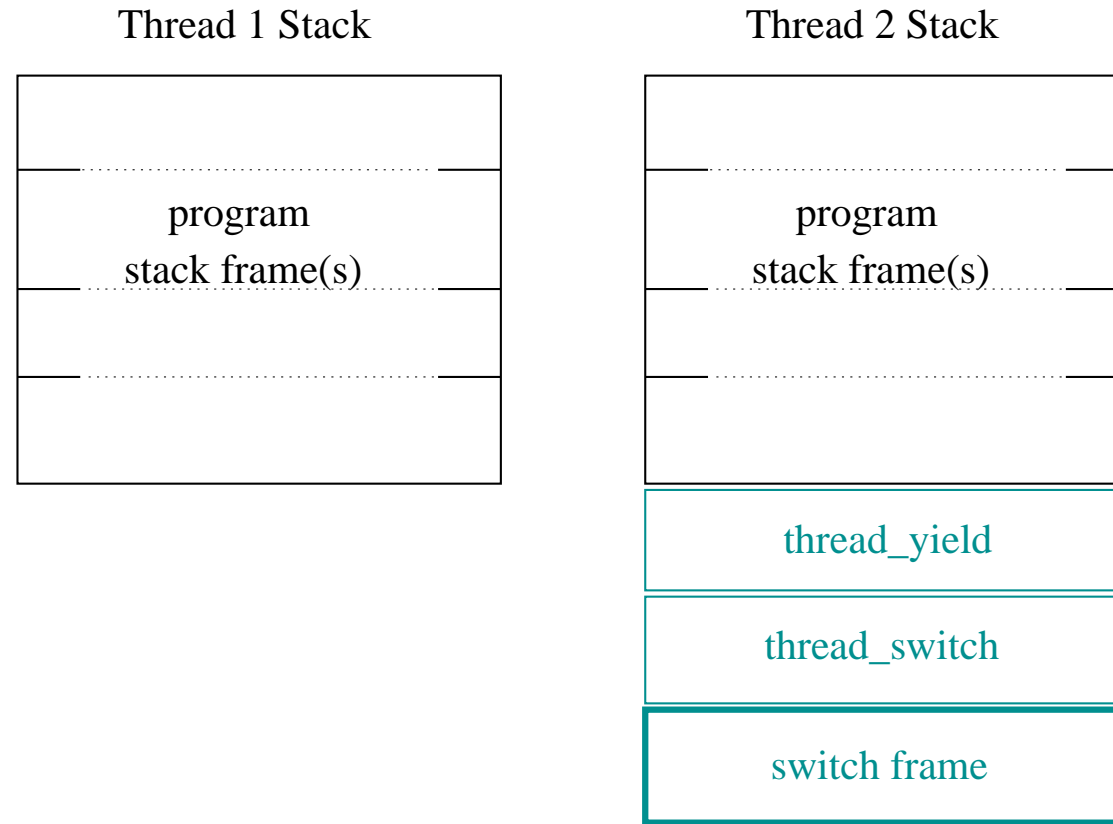 Thread 1 Stack
Thread 2 Stack
program
stack frame(s)
program
stack frame(s)
thread_yield
thread_switch
switch frame